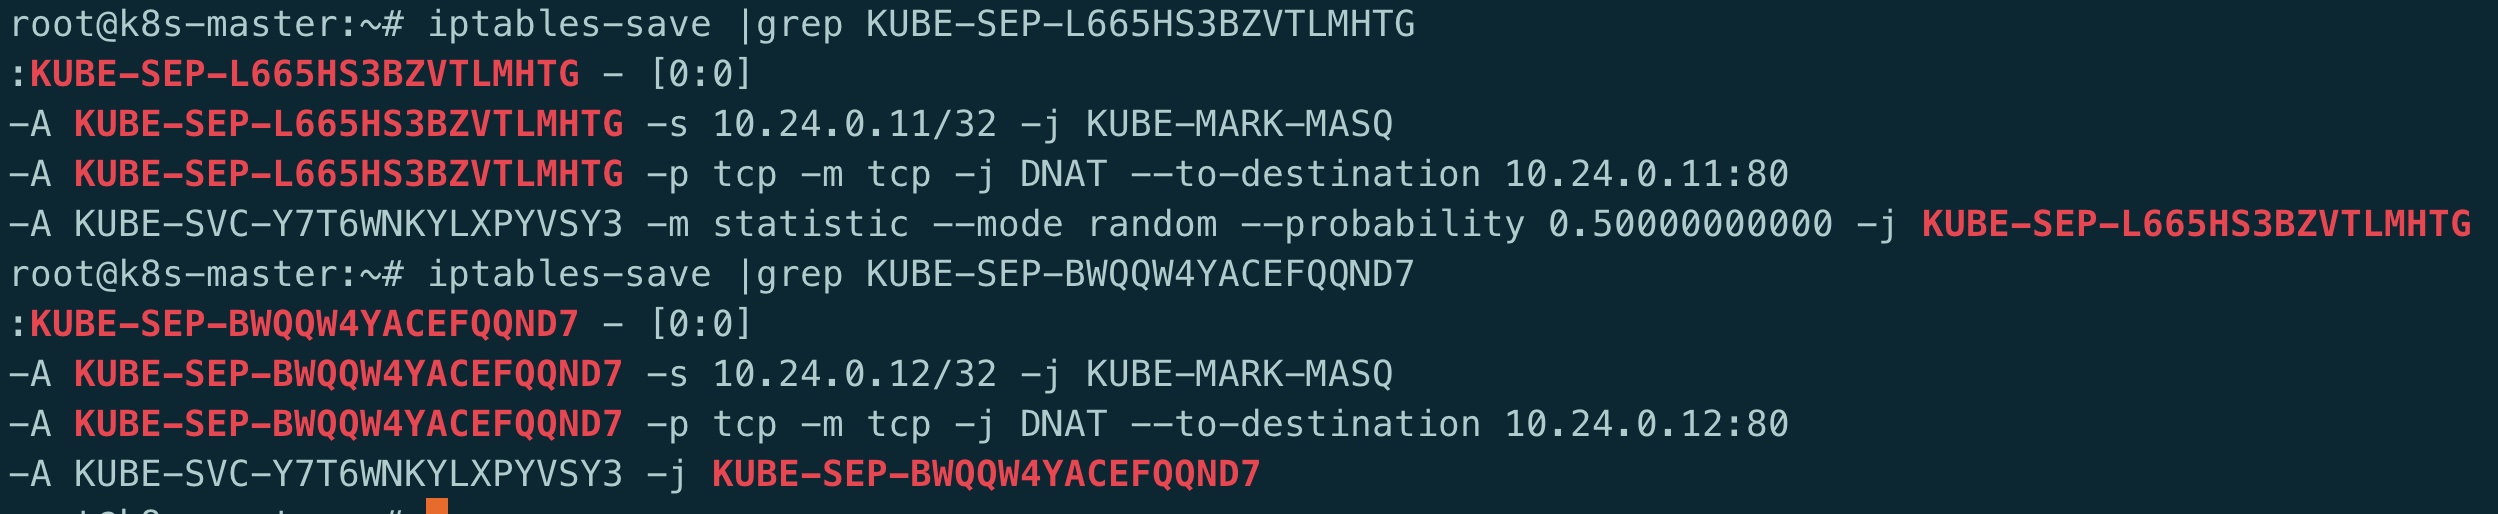 root@k8s-master:~# iptables-save |grep KUBE-SEP-L665HS3BZVTLMHTG
:KUBE-SEP-L665HS3BZVTLMHTG - [0:0]
-A KUBE-SEP-L665HS3BZVTLMHTG -s 10.24.0.11/32 -j KUBE-MARK-MASQ
-A KUBE-SEP-L665HS3BZVTLMHTG -p tcp -m tcp -j DNAT --to-destination 10.24.0.11:80
-A KUBE-SVC-Y7T6WNKYLXPYVSY3 -m statistic --mode random --probability 0.50000000000 -j KUBE-SEP-L665HS3BZVTLMHTG
root@k8s-master:~# iptables-save |grep KUBE-SEP-BWQQW4YACEFQQND7
:KUBE-SEP-BWQQW4YACEFQQND7 - [0:0]
-A KUBE-SEP-BWQQW4YACEFQQND7 -s 10.24.0.12/32 -j KUBE-MARK-MASQ
-A KUBE-SEP-BWQQW4YACEFQQND7 -p tcp -m tcp -j DNAT --to-destination 10.24.0.12:80
-A KUBE-SVC-Y7T6WNKYLXPYVSY3 -j KUBE-SEP-BWQQW4YACEFQQND7